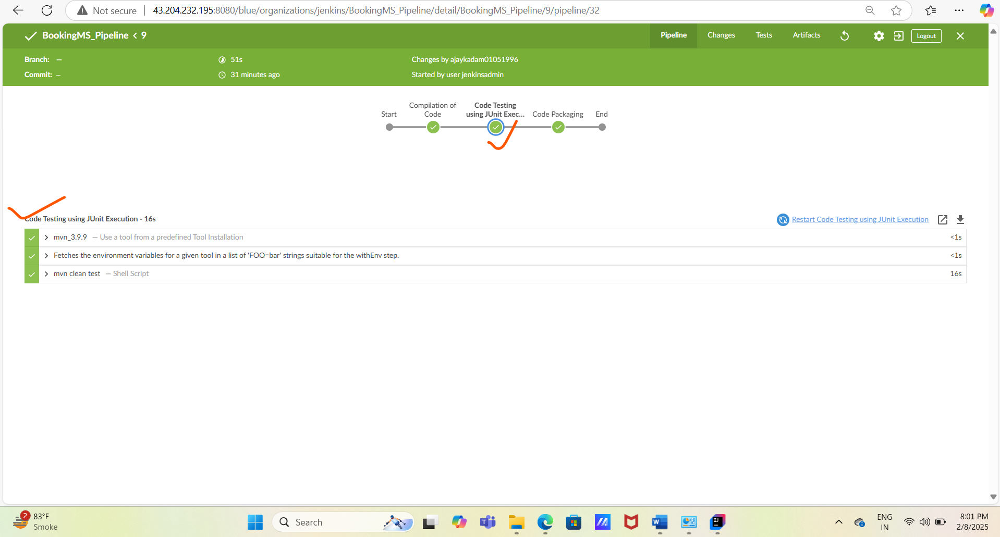 Not secure | 43.204.232.195:8080/blue/organizations/jenkins/BookingMS_Pipeline/detail/BookingMS_Pipeline/9/pipeline/32
BookingMS_Pipeline < 9
Pipeline Changes Tests Artifacts Logout
Branch: —
51s
Changes by ajaykadam01051996
Commit: —
31 minutes ago
Started by user jenkinsadmin
Start
Compilation of
Code
Code Testing
using JUnit Exec...
Code Packaging
End
Code Testing using JUnit Execution - 16s
Restart Code Testing using JUnit Execution
mvn_3.9.9 — Use a tool from a predefined Tool Installation <1s
Fetches the environment variables for a given tool in a list of 'FOO=bar' strings suitable for the withEnv step. <1s
mvn clean test — Shell Script 16s
2
83°F
Smoke
Search
ENG
IN
8:01 PM
2/8/2025